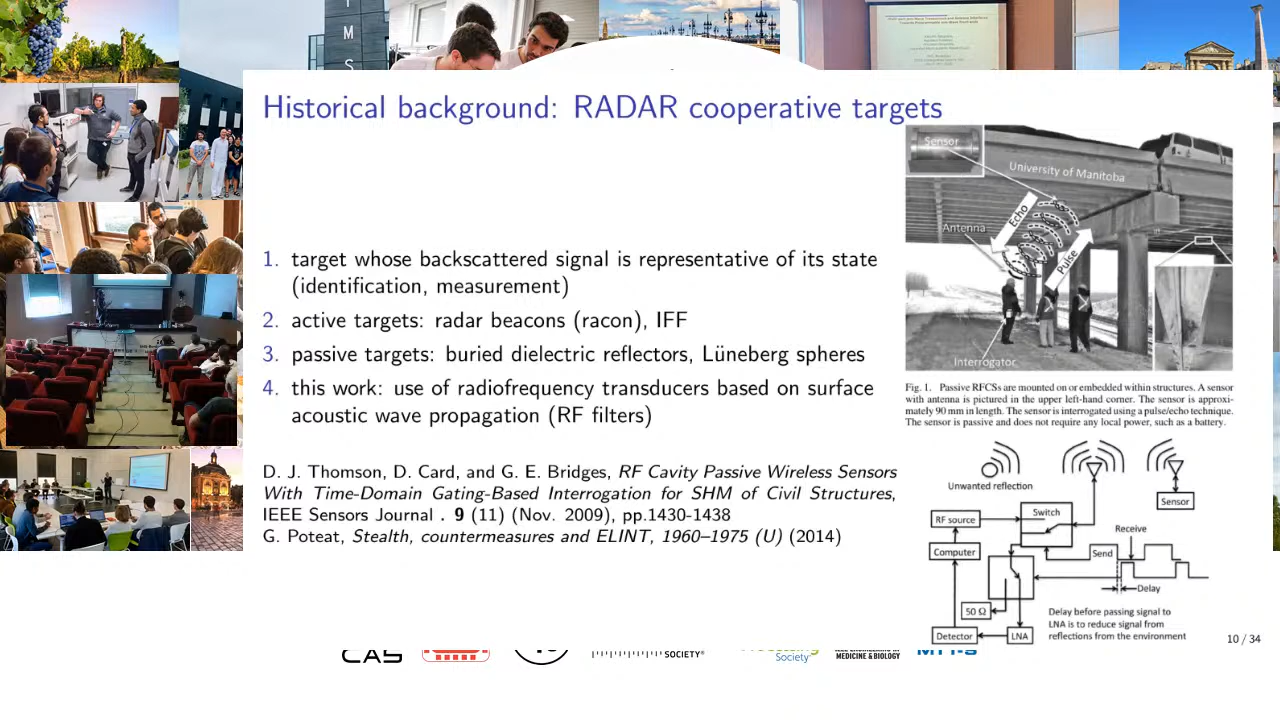 I
M
S
Historical background: RADAR cooperative targets
1. target whose backscattered signal is representative of its state
(identification, measurement)
2. active targets: radar beacons (racon), IFF
3. passive targets: buried dielectric reflectors, Lüneberg spheres
4. this work: use of radiofrequency transducers based on surface
acoustic wave propagation (RF filters)
D. J. Thomson, D. Card, and G. E. Bridges, RF Cavity Passive Wireless Sensors
With Time-Domain Gating-Based Interrogation for SHM of Civil Structures,
IEEE Sensors Journal . 9 (11) (Nov. 2009), pp.1430-1438
G. Poteat, Stealth, countermeasures and ELINT, 1960–1975 (U) (2014)
Sensor
University of Manitoba
Echo
Antenna
Pulse
Interrogator
Fig. 1. Passive RFCSs are mounted on or embedded within structures. A sensor
with antenna is pictured in the upper left-hand corner. The sensor is approxi-
mately 90 mm in length. The sensor is interrogated using a pulse/echo technique.
The sensor is passive and does not require any local power, such as a battery.
Unwanted reflection
Sensor
Switch
RF source
Receive
Computer
Send
Delay
50 Ω
Delay before passing signal to
LNA is to reduce signal from
reflections from the environment
Detector
LNA
10 / 34
CAS
SOCIETY
Society
MEDICINE & BIOLOGY